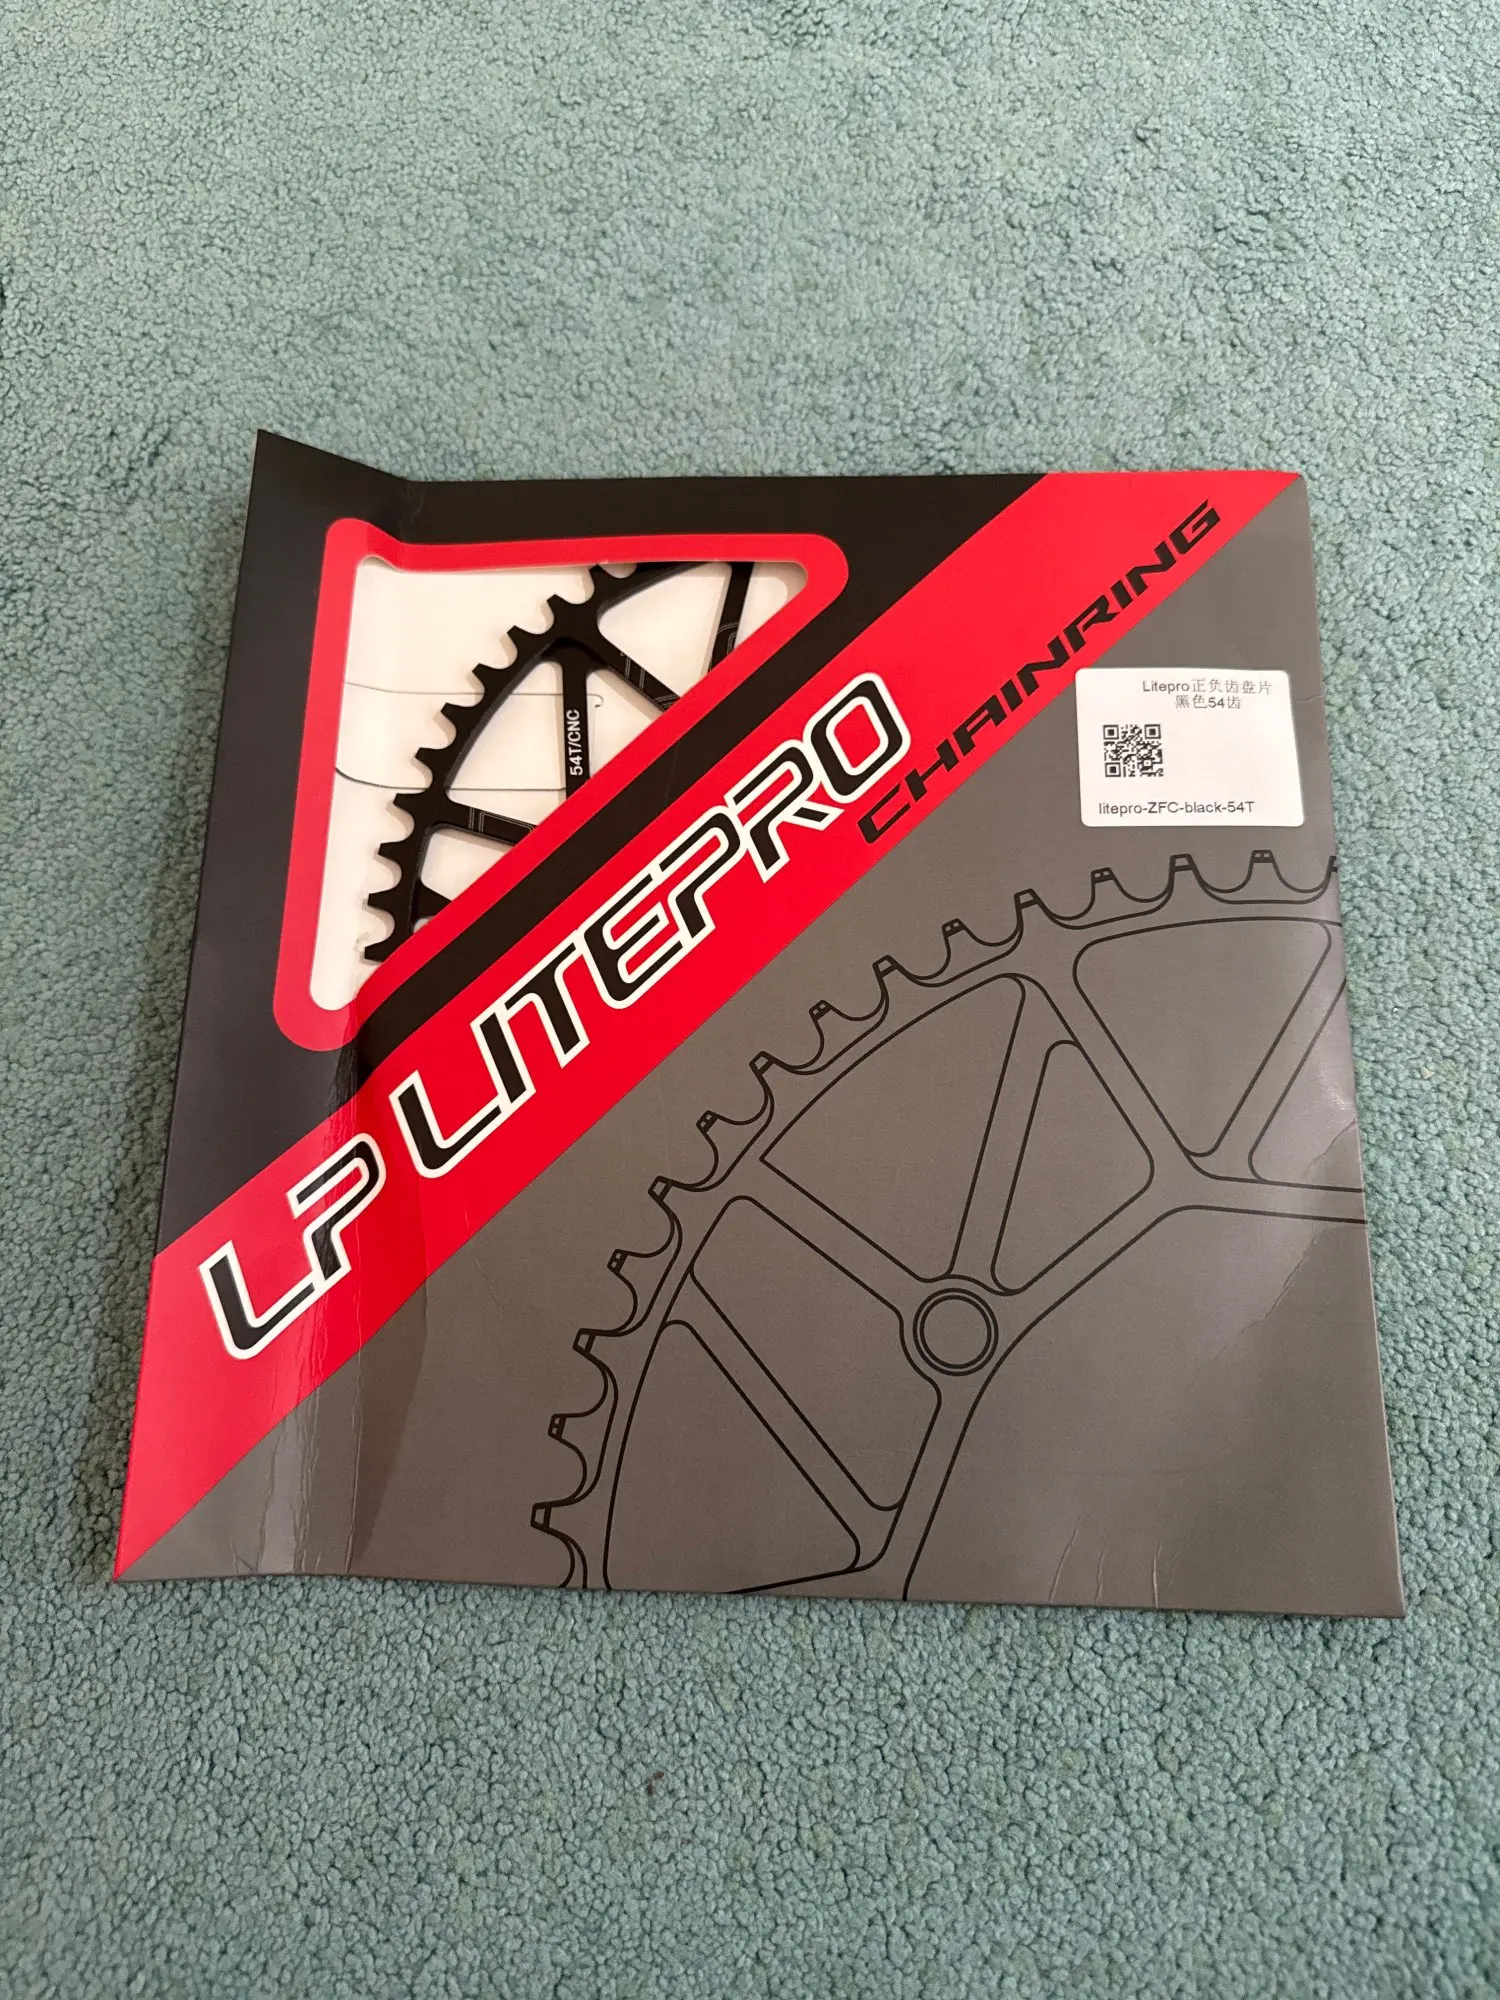 54T/CNC
LP LITEPRO
CHAINRING
Litepro正负齿盘片
黑色54齿
litepro-ZFC-black-54T